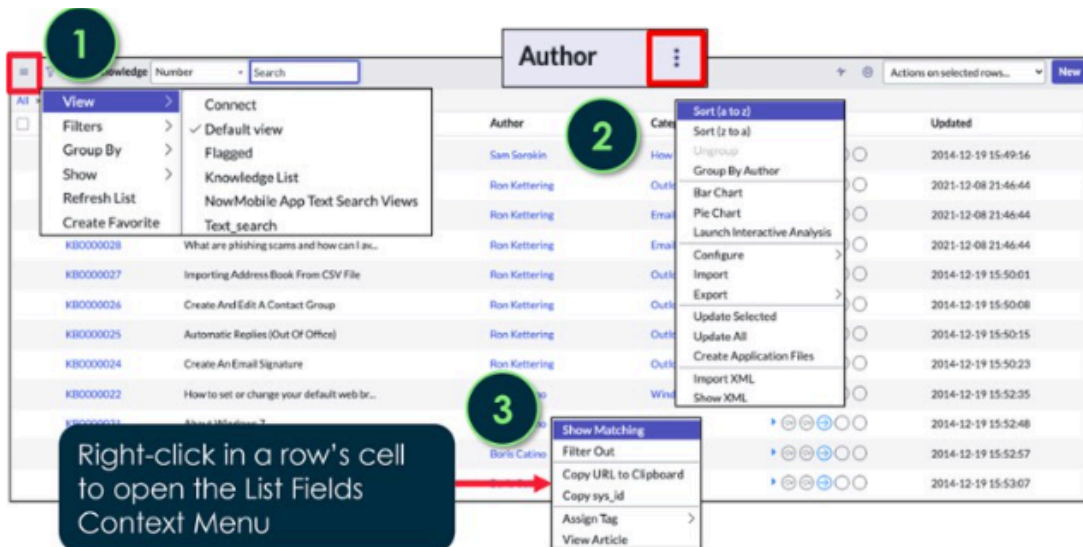 1
Author
Knowledge Number Search
Actions on selected rows... New
All
View
Filters
Group By
Show
Refresh List
Create Favorite
Connect
Default view
Flagged
Knowledge List
NowMobile App Text Search Views
Text_search
2
Sort (a to z)
Sort (z to a)
Ungroup
Group By Author
Bar Chart
Pie Chart
Launch Interactive Analysis
Configure
Import
Export
Update Selected
Update All
Create Application Files
Import XML
Show XML
Author Updated
Sam Sorokin How 2014-12-19 15:49:16
Ron Kettering 2021-12-08 21:46:44
Ron Kettering Email 2021-12-08 21:46:44
KB0000028 What are phishing scams and how can I av... Ron Kettering Email 2021-12-08 21:46:44
KB0000027 Importing Address Book From CSV File Ron Kettering 2014-12-19 15:50:01
KB0000026 Create And Edit A Contact Group Ron Kettering 2014-12-19 15:50:08
KB0000025 Automatic Replies (Out Of Office) Ron Kettering 2014-12-19 15:50:15
KB0000024 Create An Email Signature Ron Kettering 2014-12-19 15:50:23
KB0000022 How to set or change your default web br... 2014-12-19 15:52:35
2014-12-19 15:52:48
Boris Catino 2014-12-19 15:52:57
2014-12-19 15:53:07
3
Show Matching
Filter Out
Copy URL to Clipboard
Copy sys_id
Assign Tag
View Article
Right-click in a row's cell
to open the List Fields
Context Menu